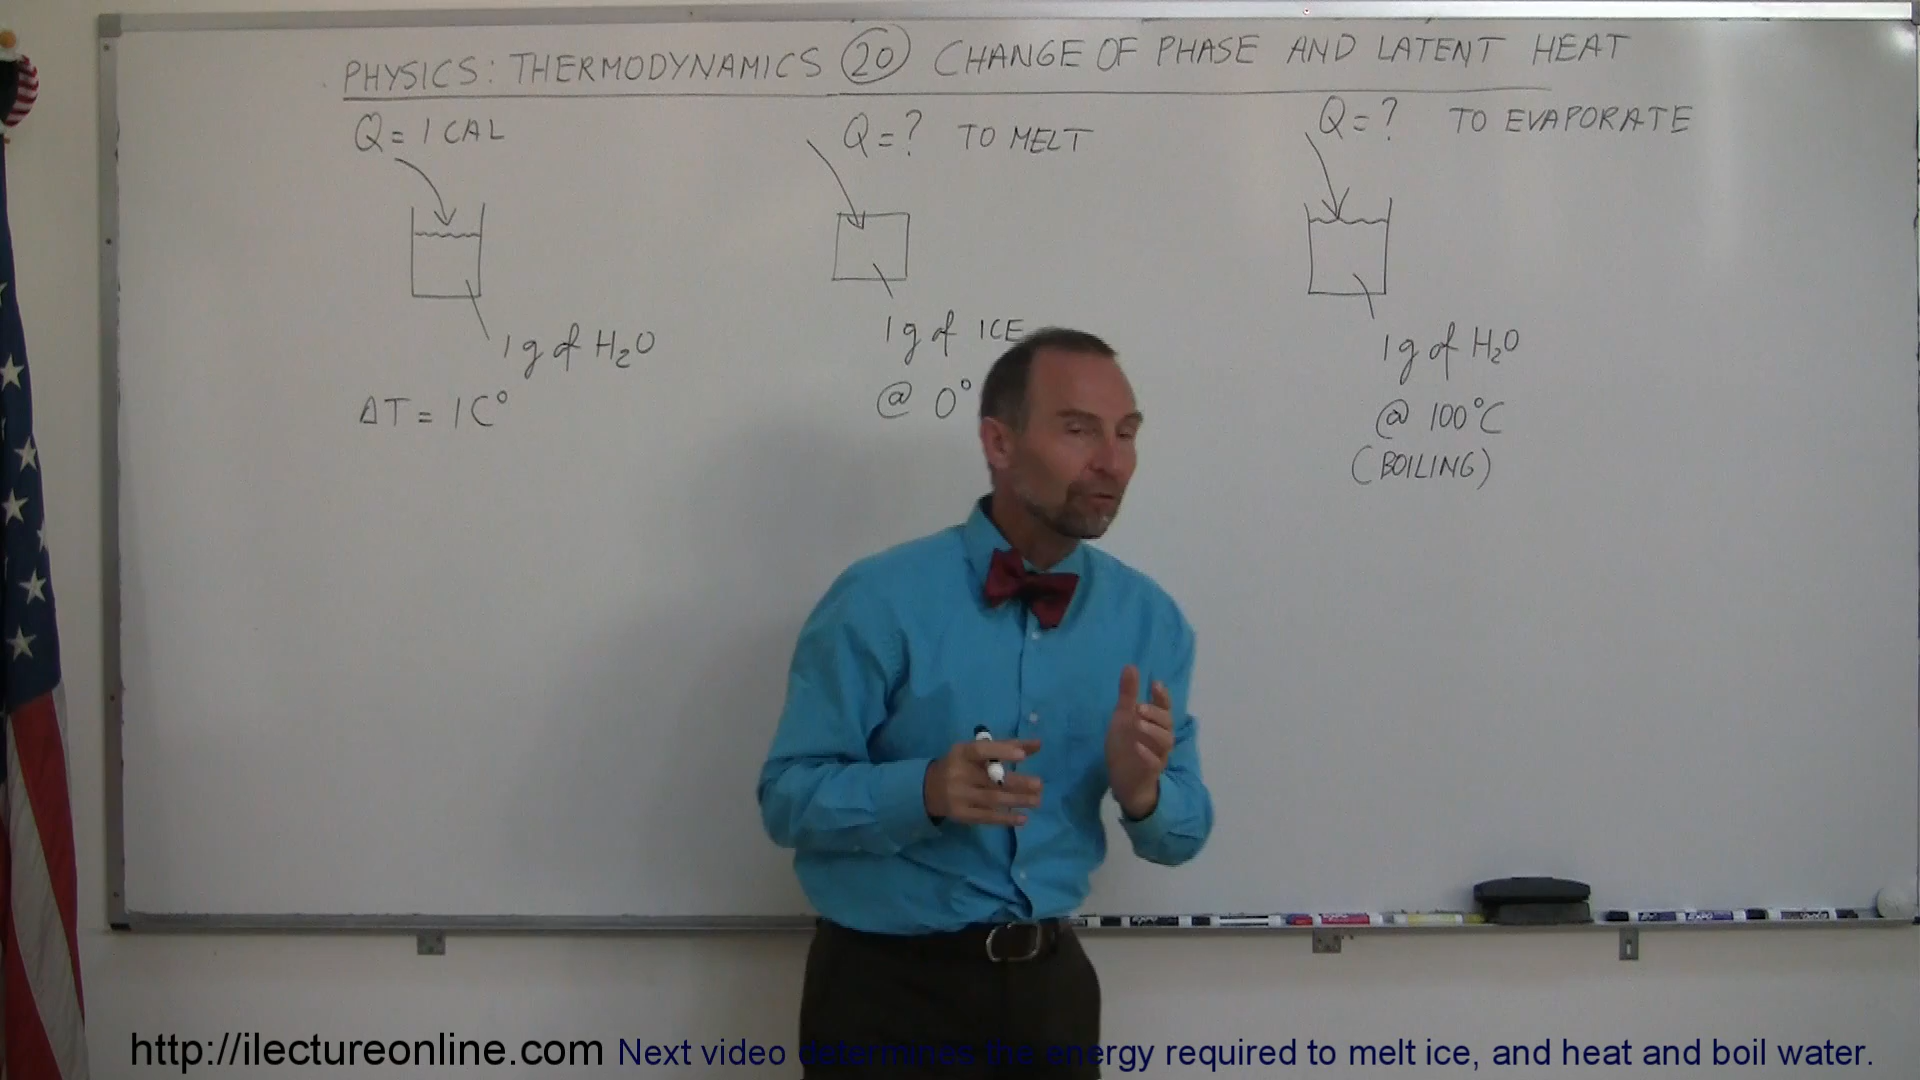 PHYSICS: THERMODYNAMICS 20 CHANGE OF PHASE AND LATENT HEAT
Q = 1 CAL
1 g of H₂O
ΔT = 1 C°
Q = ? TO MELT
1 g of ICE
@ 0°
Q = ? TO EVAPORATE
1 g of H₂O
@ 100°C
(BOILING)
http://ilectureonline.com Next video determines the energy required to melt ice, and heat and boil water.